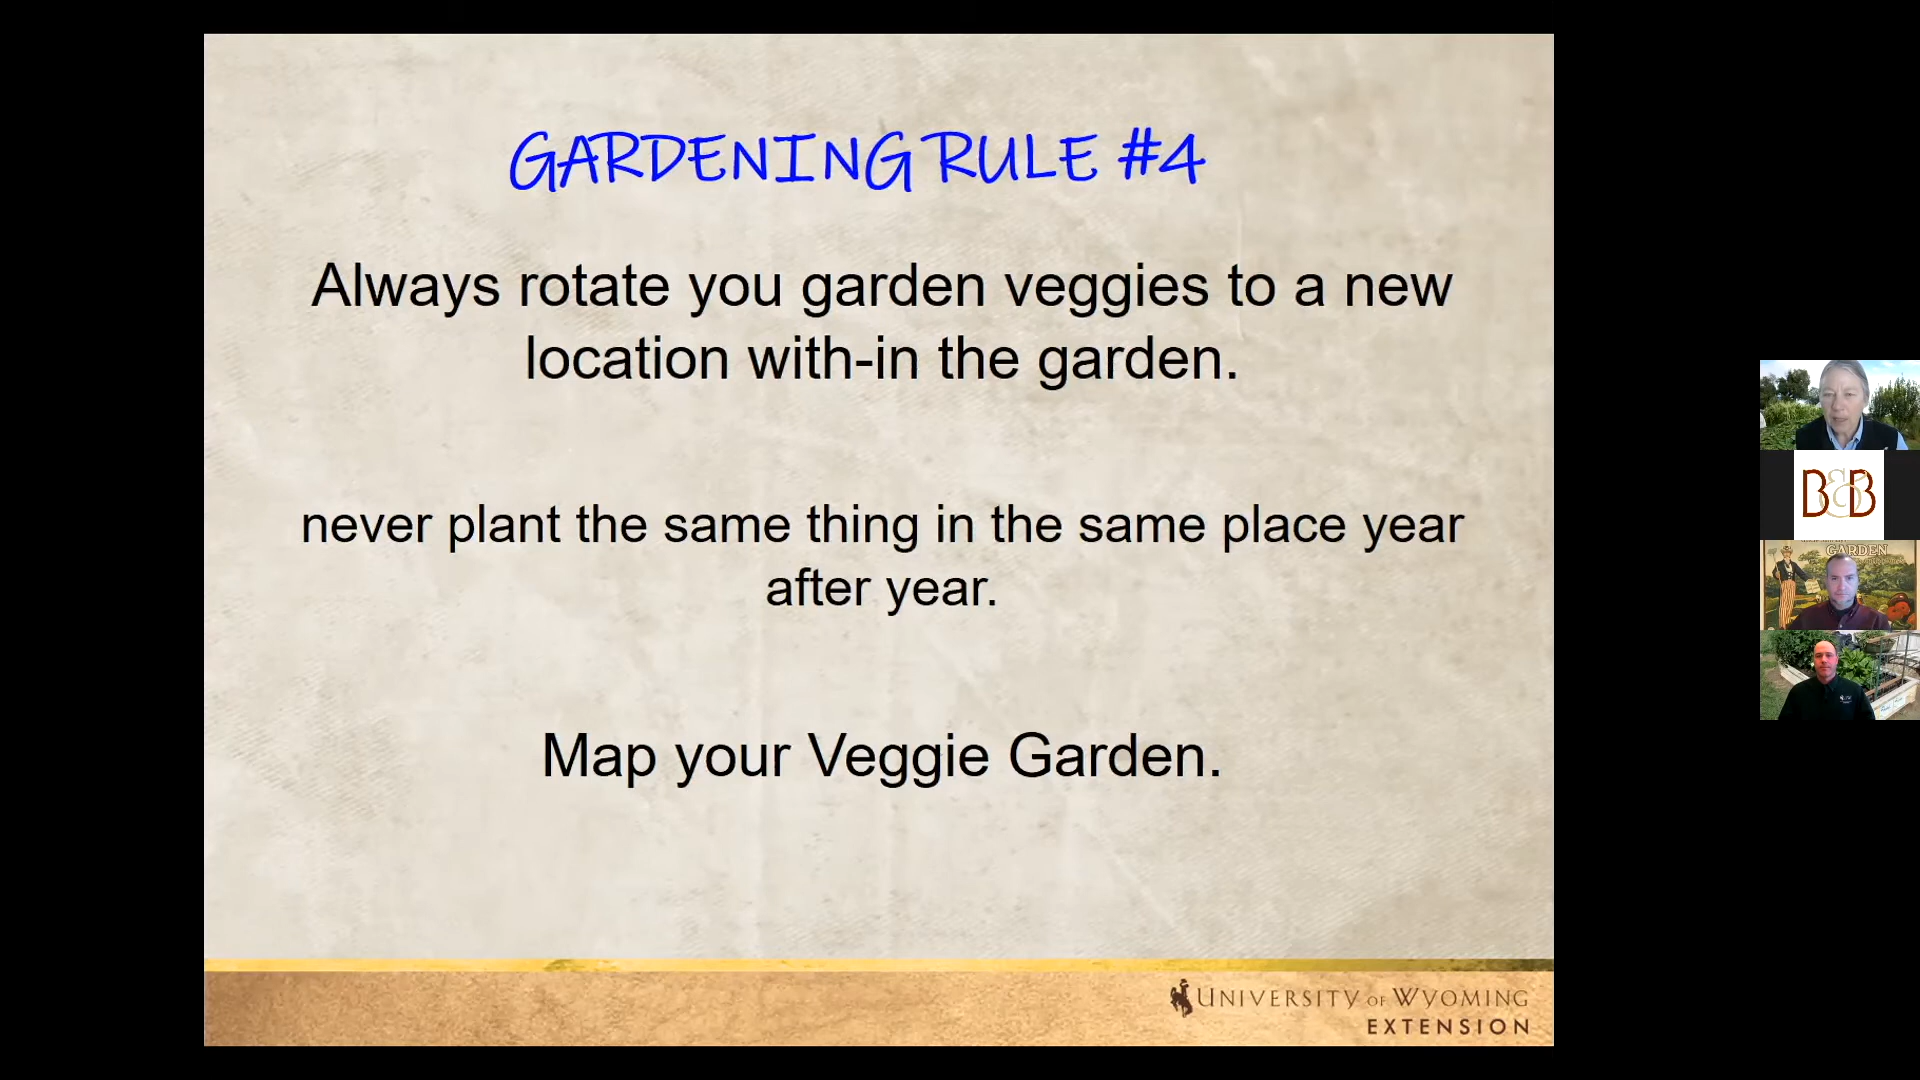 GARDENING RULE #4
Always rotate you garden veggies to a new
location with-in the garden.
never plant the same thing in the same place year
after year.
Map your Veggie Garden.
UNIVERSITY OF WYOMING
EXTENSION
B&B
GARDEN